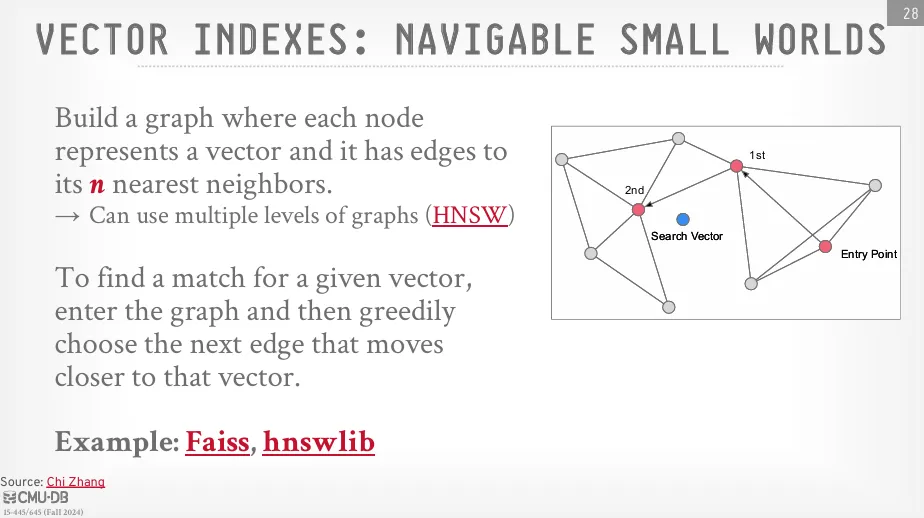 28
VECTOR INDEXES: NAVIGABLE SMALL WORLDS
Build a graph where each node
represents a vector and it has edges to
its n nearest neighbors.
→ Can use multiple levels of graphs (HNSW)
To find a match for a given vector,
enter the graph and then greedily
choose the next edge that moves
closer to that vector.
Example: Faiss, hnswlib
1st
2nd
Search Vector
Entry Point
Source: Chi Zhang
CMU·DB
15-445/645 (Fall 2024)